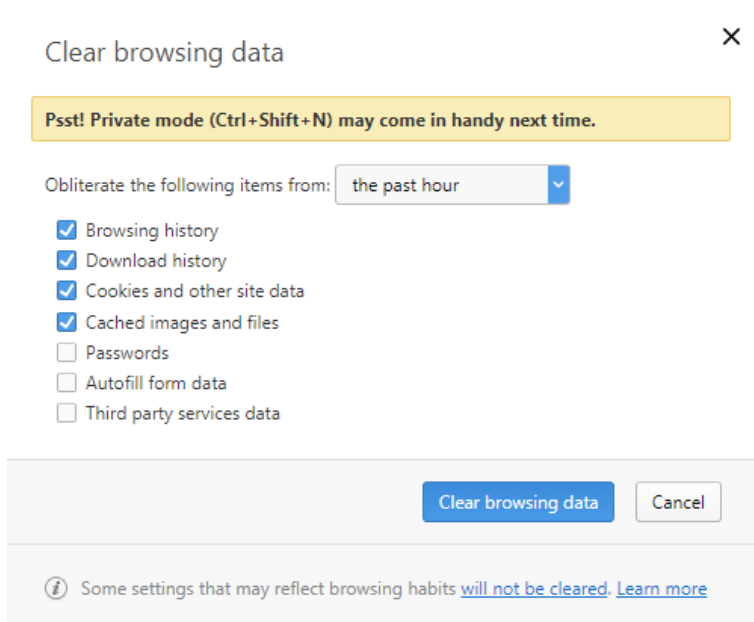 Clear browsing data
Psst! Private mode (Ctrl+Shift+N) may come in handy next time.
Obliterate the following items from: the past hour
Browsing history
Download history
Cookies and other site data
Cached images and files
Passwords
Autofill form data
Third party services data
Clear browsing data Cancel
Some settings that may reflect browsing habits will not be cleared. Learn more